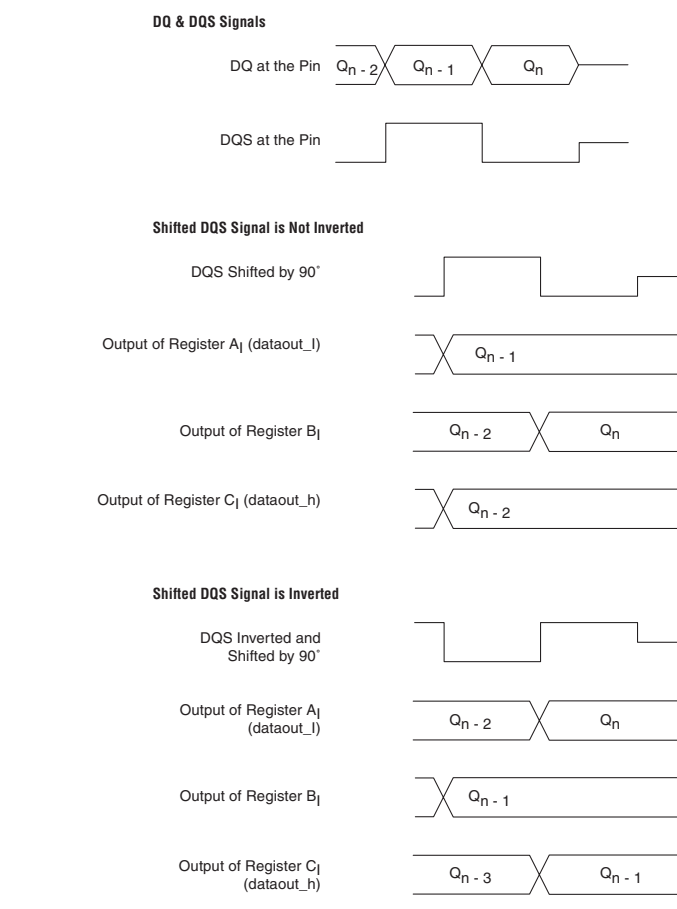 DQ & DQS Signals
DQ at the Pin Qn - 2 Qn - 1 Qn
DQS at the Pin
Shifted DQS Signal is Not Inverted
DQS Shifted by 90°
Output of Register AI (dataout_l) Qn - 1
Output of Register BI Qn - 2 Qn
Output of Register CI (dataout_h) Qn - 2
Shifted DQS Signal is Inverted
DQS Inverted and
Shifted by 90°
Output of Register AI
(dataout_l) Qn - 2 Qn
Output of Register BI Qn - 1
Output of Register CI
(dataout_h) Qn - 3 Qn - 1